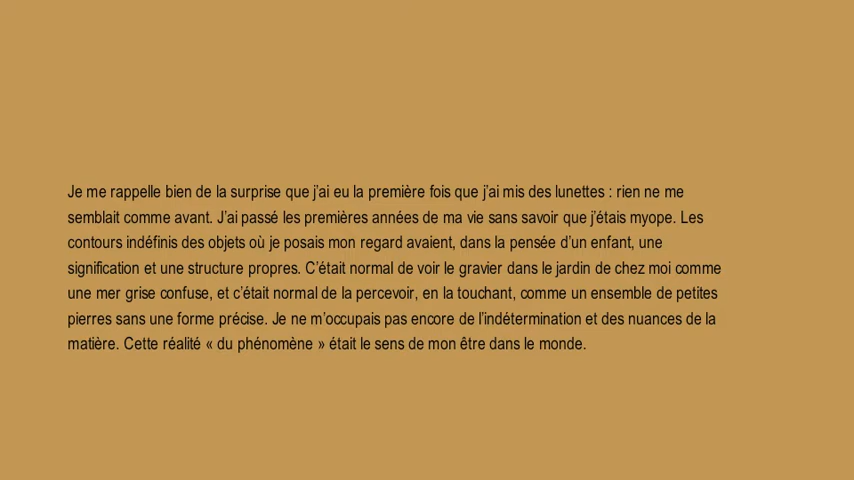 Je me rappelle bien de la surprise que j’ai eu la première fois que j’ai mis des lunettes : rien ne me
semblait comme avant. J’ai passé les premières années de ma vie sans savoir que j’étais myope. Les
contours indéfinis des objets où je posais mon regard avaient, dans la pensée d’un enfant, une
signification et une structure propres. C’était normal de voir le gravier dans le jardin de chez moi comme
une mer grise confuse, et c’était normal de la percevoir, en la touchant, comme un ensemble de petites
pierres sans une forme précise. Je ne m’occupais pas encore de l’indétermination et des nuances de la
matière. Cette réalité « du phénomène » était le sens de mon être dans le monde.